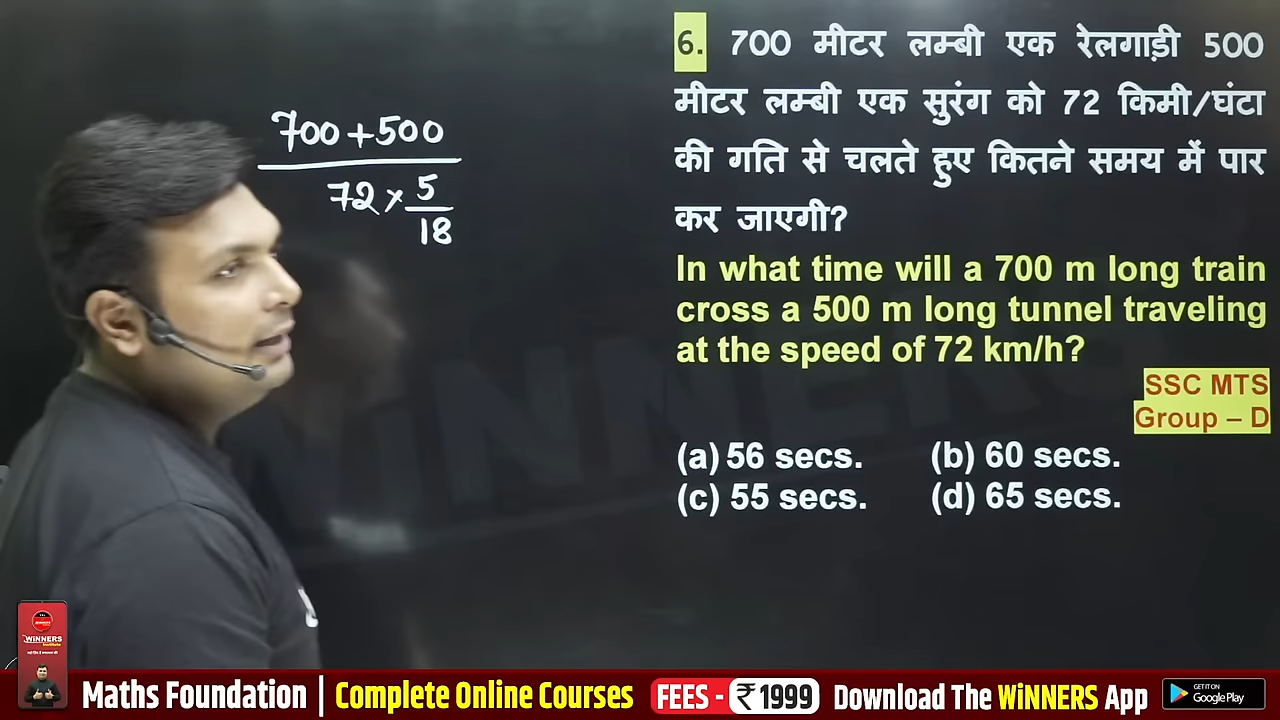 700+500
72 × 5
18
6. 700 मीटर लम्बी एक रेलगाड़ी 500
मीटर लम्बी एक सुरंग को 72 किमी/घंटा
की गति से चलते हुए कितने समय में पार
कर जाएगी?
In what time will a 700 m long train
cross a 500 m long tunnel traveling
at the speed of 72 km/h?
SSC MTS
Group – D
(a) 56 secs. (b) 60 secs.
(c) 55 secs. (d) 65 secs.
WINNERS
WINNERS
Maths Foundation | Complete Online Courses FEES - ₹ 1999 Download The WiNNERS App GET IT ON Google Play